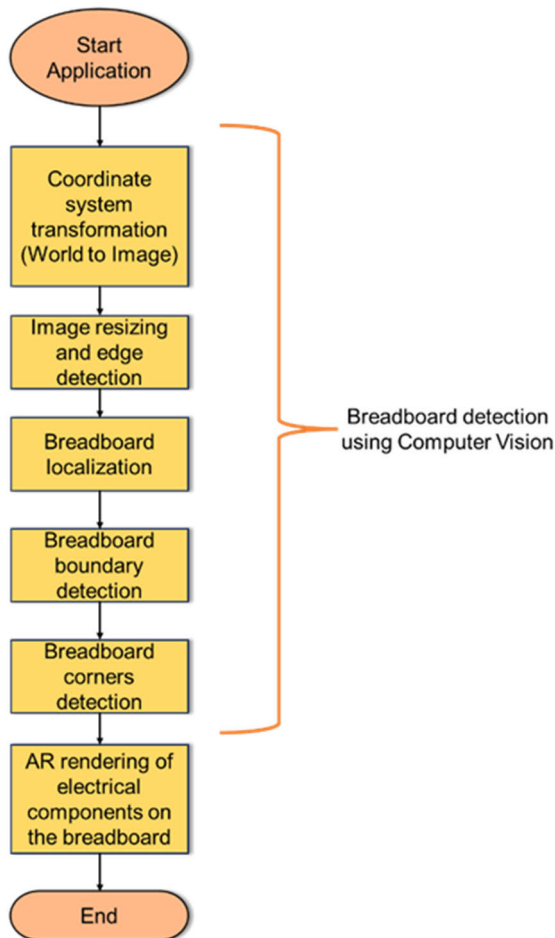 Start
Application
Coordinate
system
transformation
(World to Image)
Image resizing
and edge
detection
Breadboard
localization
Breadboard
boundary
detection
Breadboard
corners
detection
AR rendering of
electrical
components on
the breadboard
End
Breadboard detection
using Computer Vision